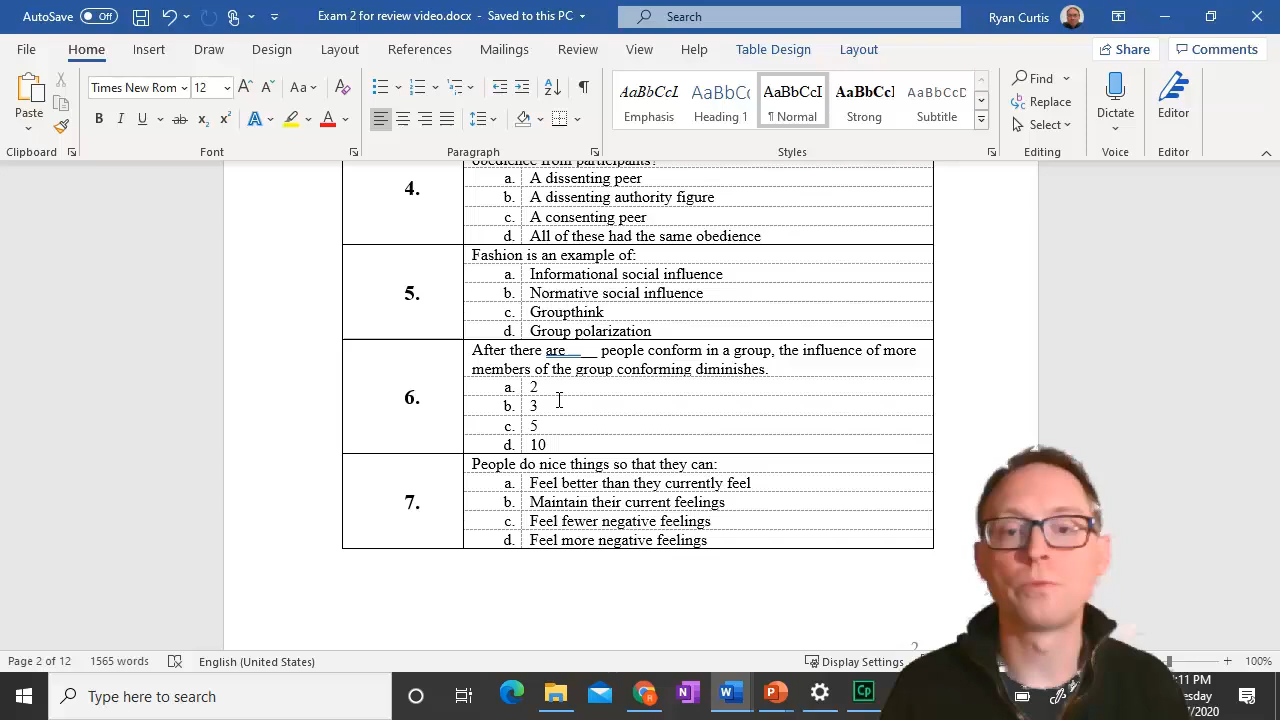 AutoSave Off
Exam 2 for review video.docx - Saved to this PC
Search
Ryan Curtis
File Home Insert Draw Design Layout References Mailings Review View Help Table Design Layout
Share Comments
Paste
Clipboard
Times New Rom 12
Font
Paragraph
AaBbCcI AaBbCc AaBbCcI AaBbCcI AaBbCcD
Emphasis Heading 1 ¶ Normal Strong Subtitle
Styles
Find
Replace
Select
Editing
Dictate
Voice
Editor
Editor
obedience from participants?
4.
a. A dissenting peer
b. A dissenting authority figure
c. A consenting peer
d. All of these had the same obedience
5.
Fashion is an example of:
a. Informational social influence
b. Normative social influence
c. Groupthink
d. Group polarization
6.
After there are____ people conform in a group, the influence of more
members of the group conforming diminishes.
a. 2
b. 3
c. 5
d. 10
7.
People do nice things so that they can:
a. Feel better than they currently feel
b. Maintain their current feelings
c. Feel fewer negative feelings
d. Feel more negative feelings
2
Page 2 of 12 1565 words English (United States) Display Settings 100%
Type here to search
:11 PM
/2020